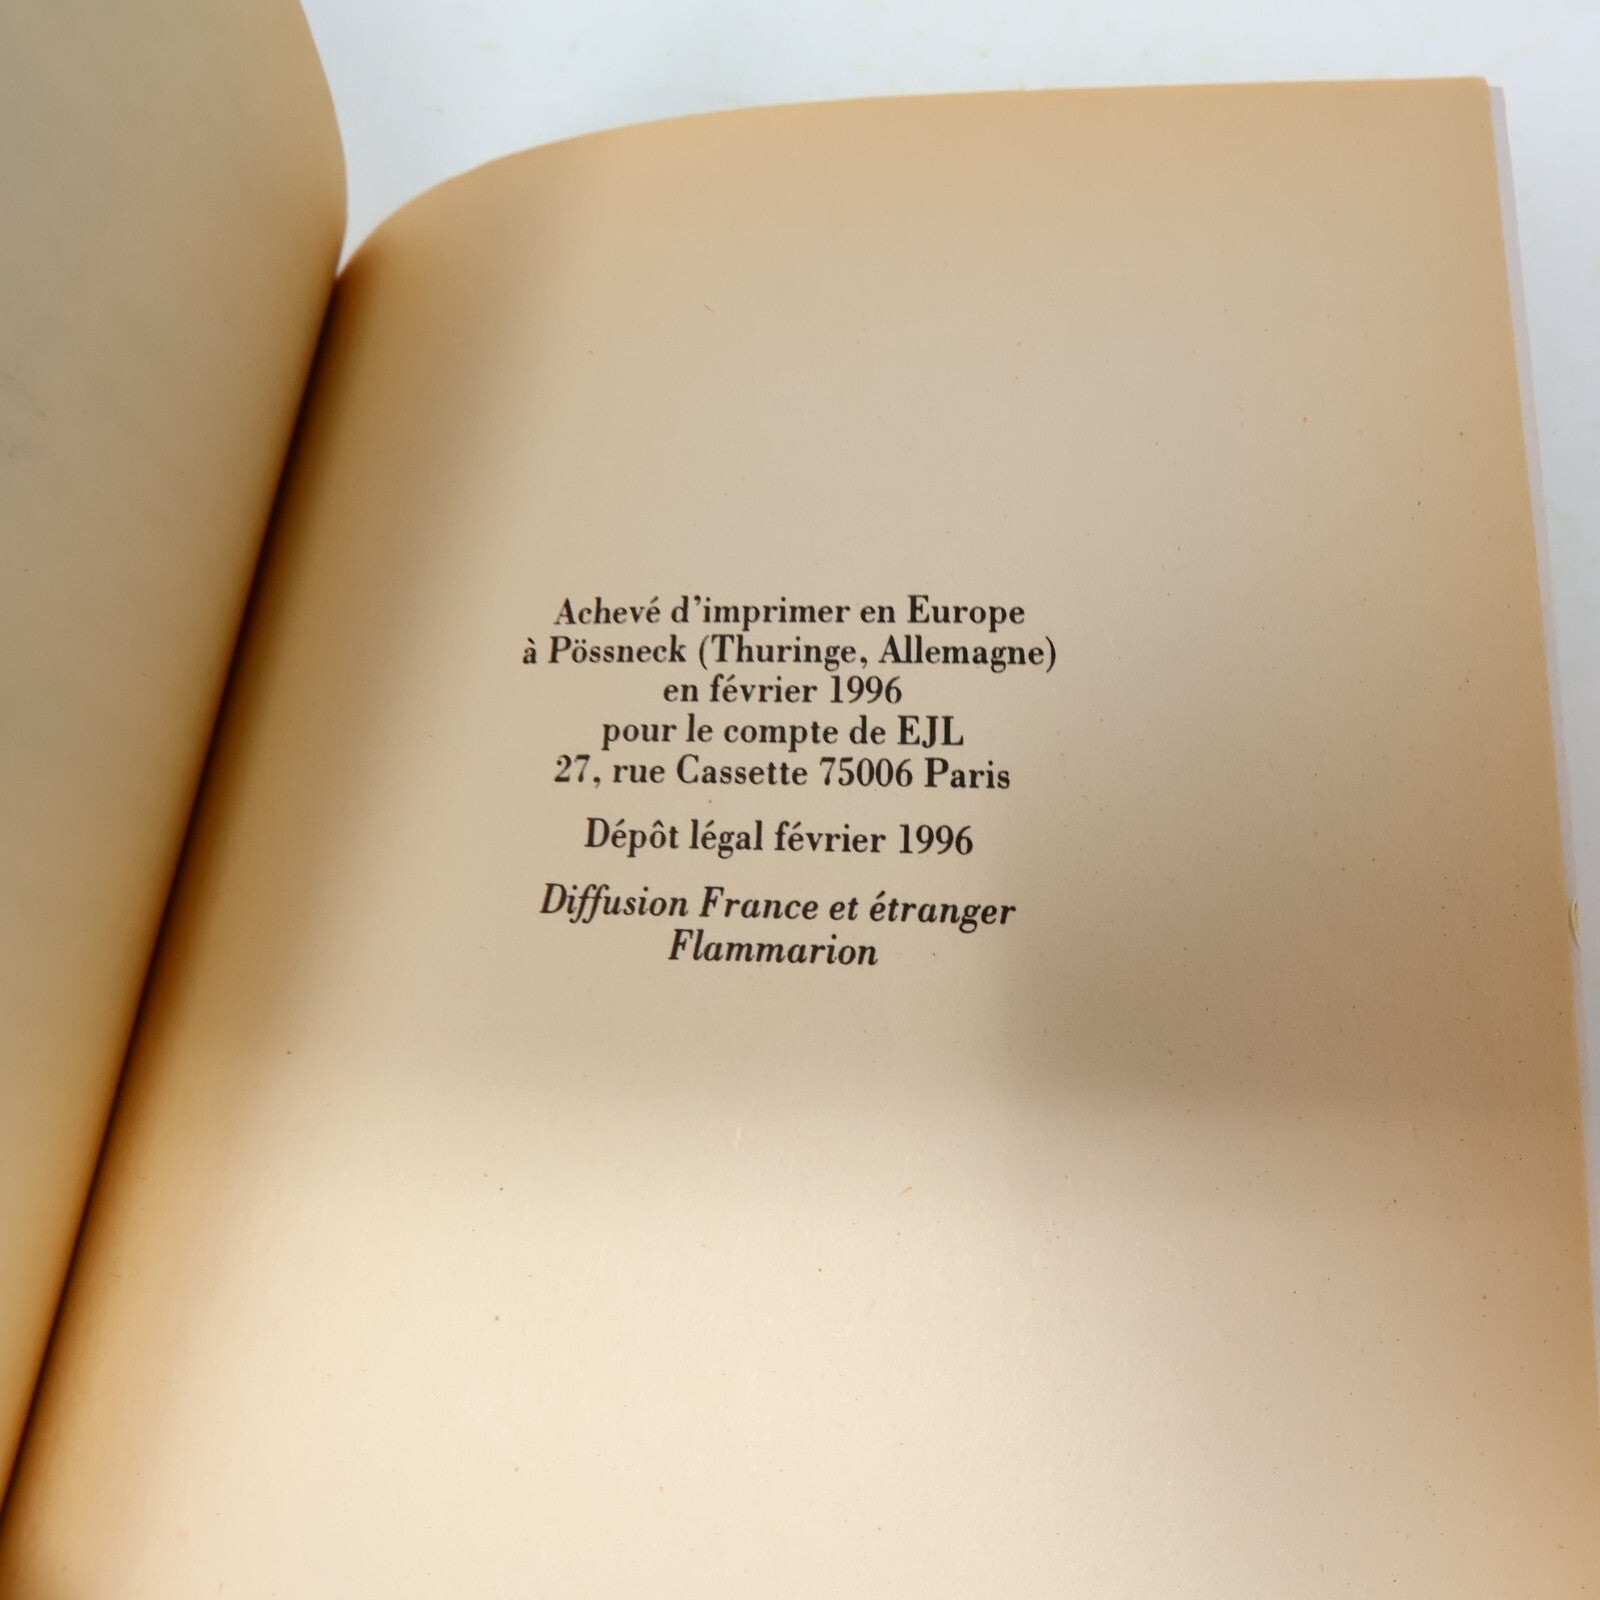 Achevé d'imprimer en Europe
à Pössneck (Thuringe, Allemagne)
en février 1996
pour le compte de EJL
27, rue Cassette 75006 Paris
Dépôt légal février 1996
Diffusion France et étranger
Flammarion